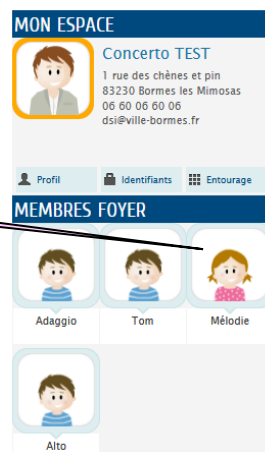 MON ESPACE
Concerto TEST
1 rue des chênes
et pin
83230 Bormes les Mimosas
06 60 06 60 06
dsi@ville-bormes.fr
Profil
Identifiants
Entourage
MEMBRES FOYER
Adaggio
Tom
Mélodie
Alto